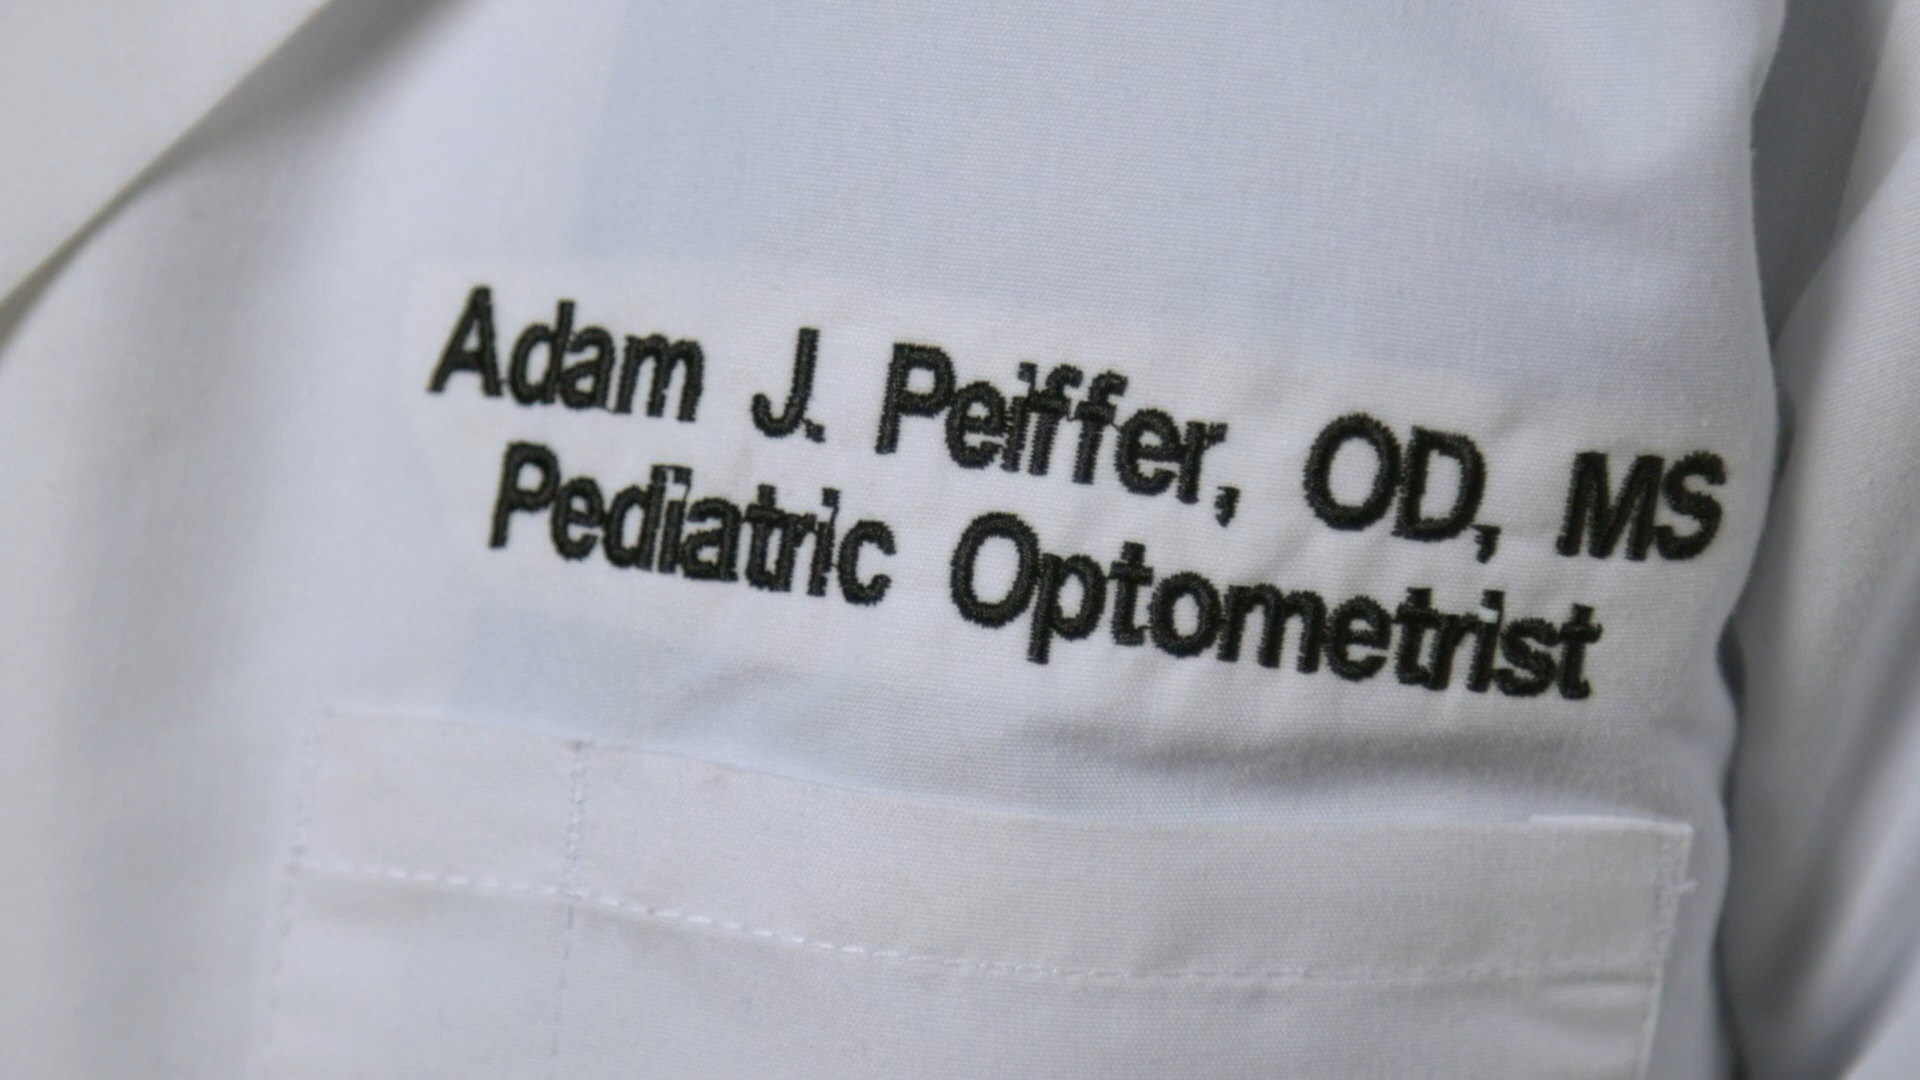 Adam J. Peiffer, OD, MS
Pediatric Optometrist